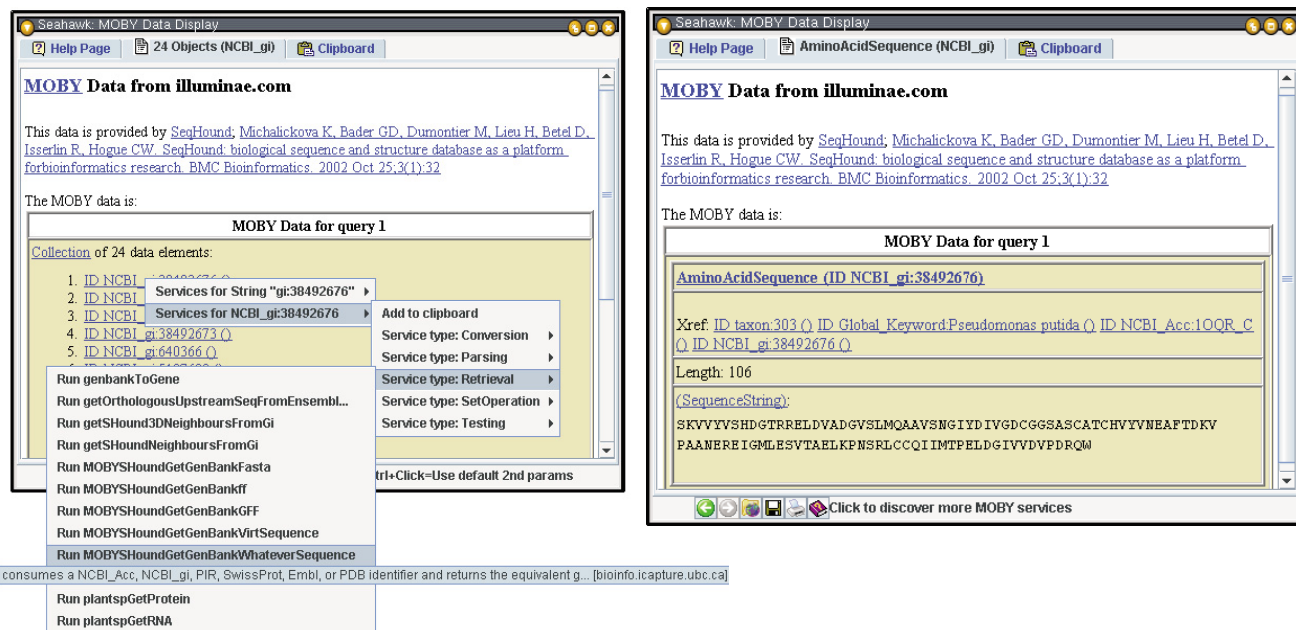 Seahawk: MOBY Data Display
Help Page
24 Objects (NCBI_gi)
Clipboard
MOBY Data from illuminae.com
This data is provided by SeqHound; Michalickova K, Bader GD, Dumontier M, Lieu H, Betel D,
Isserlin R, Hogue CW. SeqHound: biological sequence and structure database as a platform
forbioinformatics research. BMC Bioinformatics. 2002 Oct 25;3(1):32
The MOBY data is:
MOBY Data for query 1
Collection of 24 data elements:
1. ID NCBI_
2. ID NCBI
3. ID NCBI
4. ID NCBI_gi:38492673 ()
5. ID NCBI_gi:640366 ()
Services for String "gi:38492676"
Services for NCBI_gi:38492676
Add to clipboard
Service type: Conversion
Service type: Parsing
Service type: Retrieval
Service type: SetOperation
Service type: Testing
Run genbankToGene
Run getOrthologousUpstreamSeqFromEnsembl...
Run getSHound3DNeighboursFromGi
Run getSHoundNeighboursFromGi
Run MOBYSHoundGetGenBankFasta
Run MOBYSHoundGetGenBankff
Run MOBYSHoundGetGenBankGFF
Run MOBYSHoundGetGenBankVirtSequence
Run MOBYSHoundGetGenBankWhateverSequence
consumes a NCBI_Acc, NCBI_gi, PIR, SwissProt, Embl, or PDB identifier and returns the equivalent g... [bioinfo.icapture.ubc.ca]
Run plantspGetProtein
Run plantspGetRNA
trl+Click=Use default 2nd params
Seahawk: MOBY Data Display
Help Page
AminoAcidSequence (NCBI_gi)
Clipboard
MOBY Data from illuminae.com
This data is provided by SeqHound; Michalickova K, Bader GD, Dumontier M, Lieu H, Betel D,
Isserlin R, Hogue CW. SeqHound: biological sequence and structure database as a platform
forbioinformatics research. BMC Bioinformatics. 2002 Oct 25;3(1):32
The MOBY data is:
MOBY Data for query 1
AminoAcidSequence (ID NCBI_gi:38492676)
Xref: ID taxon:303 () ID Global_Keyword:Pseudomonas putida () ID NCBI_Acc:1OQR_C
() ID NCBI_gi:38492676 ()
Length: 106
(SequenceString):
SKVVYVSHDGTRRELDVADGVSLMQAAVSNGIYDIVGDCGGSASCATCHVYVNEAFTDKV
PAANEREIGMLESVTAELKPNSRLCCQIIMTPELDGIVVDVPDRQW
Click to discover more MOBY services